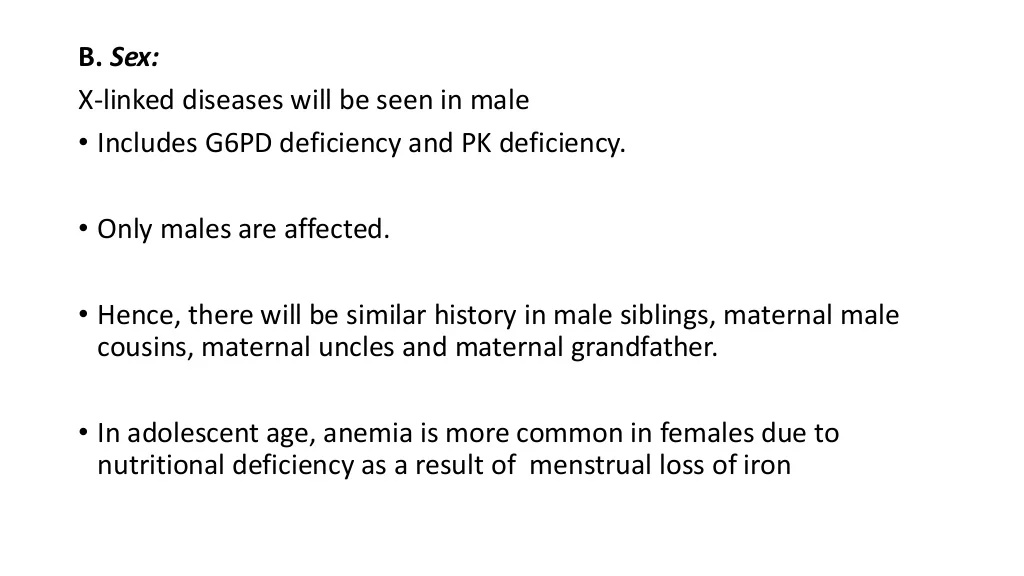 B. Sex:
X-linked diseases will be seen in male
• Includes G6PD deficiency and PK deficiency.
• Only males are affected.
• Hence, there will be similar history in male siblings, maternal male
cousins, maternal uncles and maternal grandfather.
• In adolescent age, anemia is more common in females due to
nutritional deficiency as a result of  menstrual loss of iron